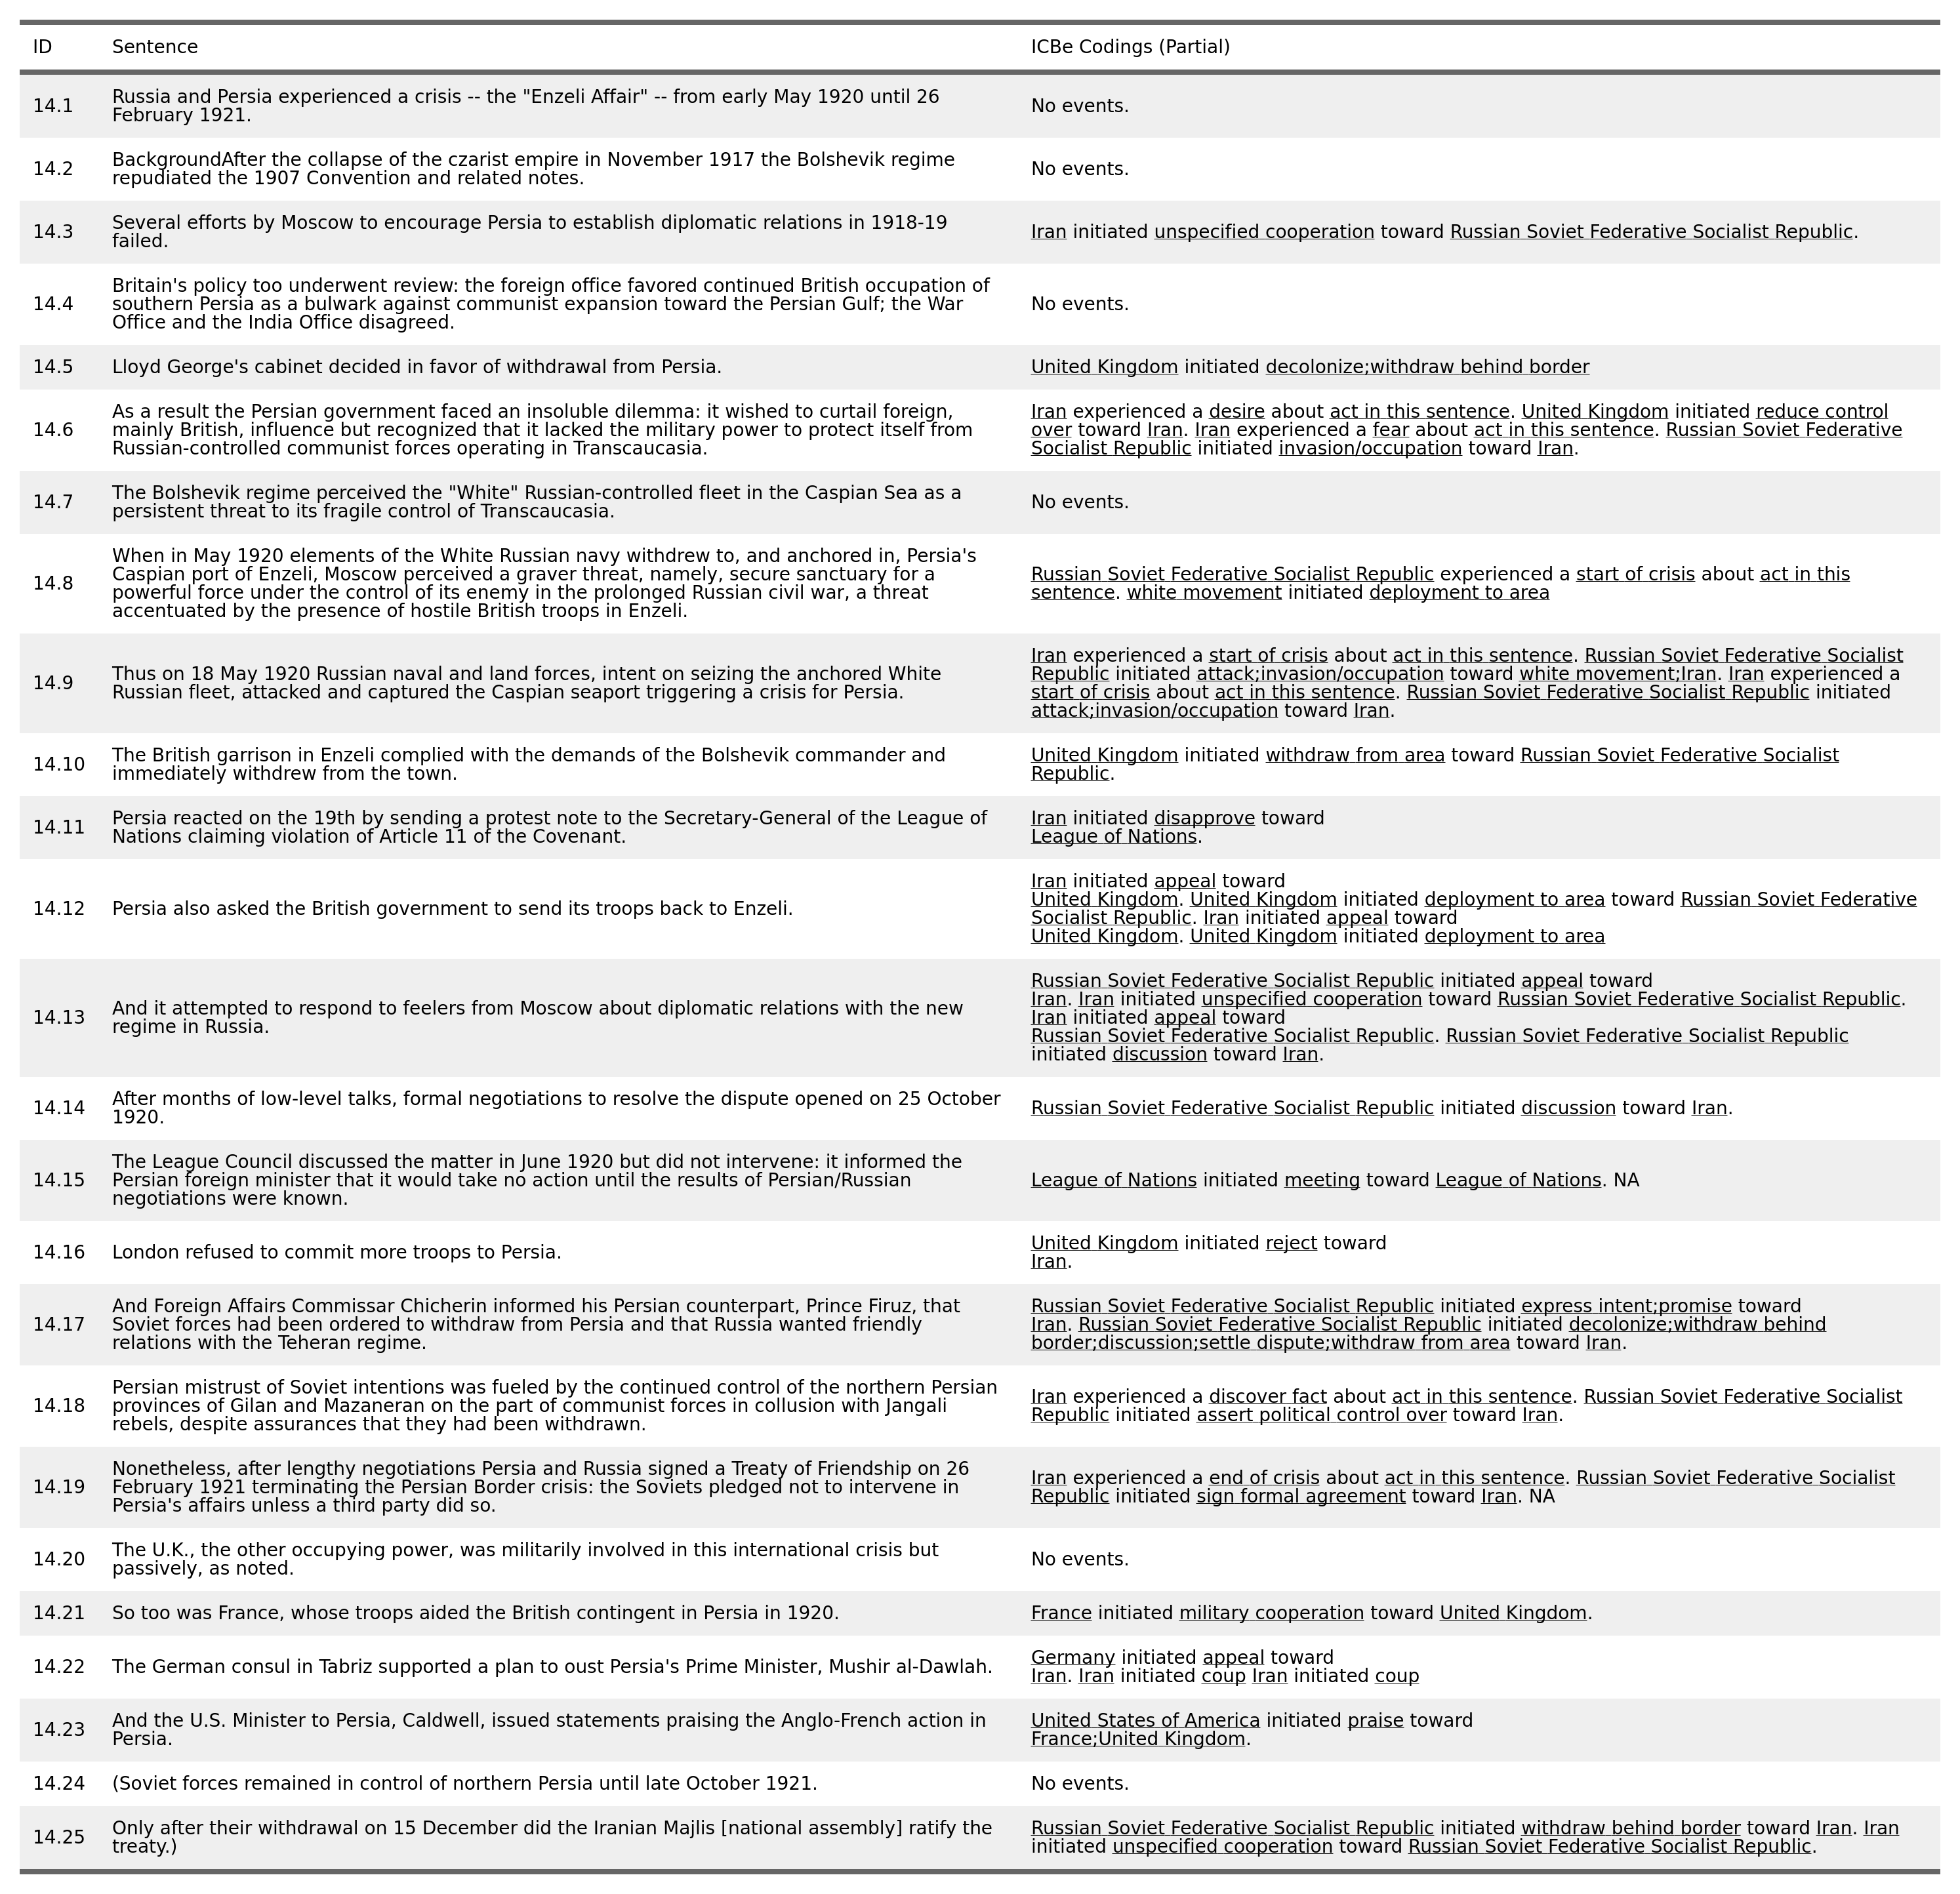 ID Sentence ICBe Codings (Partial)
14.1 Russia and Persia experienced a crisis -- the "Enzeli Affair" -- from early May 1920 until 26
February 1921.
No events.
14.2 BackgroundAfter the collapse of the czarist empire in November 1917 the Bolshevik regime
repudiated the 1907 Convention and related notes.
No events.
14.3 Several efforts by Moscow to encourage Persia to establish diplomatic relations in 1918-19
failed.
Iran initiated unspecified cooperation toward Russian Soviet Federative Socialist Republic.
14.4 Britain's policy too underwent review: the foreign office favored continued British occupation of
southern Persia as a bulwark against communist expansion toward the Persian Gulf; the War
Office and the India Office disagreed.
No events.
14.5 Lloyd George's cabinet decided in favor of withdrawal from Persia.
United Kingdom initiated decolonize;withdraw behind border
14.6 As a result the Persian government faced an insoluble dilemma: it wished to curtail foreign,
mainly British, influence but recognized that it lacked the military power to protect itself from
Russian-controlled communist forces operating in Transcaucasia.
Iran experienced a desire about act in this sentence. United Kingdom initiated reduce control
over toward Iran. Iran experienced a fear about act in this sentence. Russian Soviet Federative
Socialist Republic initiated invasion/occupation toward Iran.
14.7 The Bolshevik regime perceived the "White" Russian-controlled fleet in the Caspian Sea as a
persistent threat to its fragile control of Transcaucasia.
No events.
14.8 When in May 1920 elements of the White Russian navy withdrew to, and anchored in, Persia's
Caspian port of Enzeli, Moscow perceived a graver threat, namely, secure sanctuary for a
powerful force under the control of its enemy in the prolonged Russian civil war, a threat
accentuated by the presence of hostile British troops in Enzeli.
Russian Soviet Federative Socialist Republic experienced a start of crisis about act in this
sentence. white movement initiated deployment to area
14.9 Thus on 18 May 1920 Russian naval and land forces, intent on seizing the anchored White
Russian fleet, attacked and captured the Caspian seaport triggering a crisis for Persia.
Iran experienced a start of crisis about act in this sentence. Russian Soviet Federative Socialist
Republic initiated attack;invasion/occupation toward white movement;Iran. Iran experienced a
start of crisis about act in this sentence. Russian Soviet Federative Socialist Republic initiated
attack;invasion/occupation toward Iran.
14.10 The British garrison in Enzeli complied with the demands of the Bolshevik commander and
immediately withdrew from the town.
United Kingdom initiated withdraw from area toward Russian Soviet Federative Socialist
Republic.
14.11 Persia reacted on the 19th by sending a protest note to the Secretary-General of the League of
Nations claiming violation of Article 11 of the Covenant.
Iran initiated disapprove toward
League of Nations.
14.12 Persia also asked the British government to send its troops back to Enzeli.
Iran initiated appeal toward
United Kingdom. United Kingdom initiated deployment to area toward Russian Soviet Federative
Socialist Republic. Iran initiated appeal toward
United Kingdom. United Kingdom initiated deployment to area
14.13 And it attempted to respond to feelers from Moscow about diplomatic relations with the new
regime in Russia.
Russian Soviet Federative Socialist Republic initiated appeal toward
Iran. Iran initiated unspecified cooperation toward Russian Soviet Federative Socialist Republic.
Iran initiated appeal toward
Russian Soviet Federative Socialist Republic. Russian Soviet Federative Socialist Republic
initiated discussion toward Iran.
14.14 After months of low-level talks, formal negotiations to resolve the dispute opened on 25 October
1920.
Russian Soviet Federative Socialist Republic initiated discussion toward Iran.
14.15 The League Council discussed the matter in June 1920 but did not intervene: it informed the
Persian foreign minister that it would take no action until the results of Persian/Russian
negotiations were known.
League of Nations initiated meeting toward League of Nations. NA
14.16 London refused to commit more troops to Persia.
United Kingdom initiated reject toward
Iran.
14.17 And Foreign Affairs Commissar Chicherin informed his Persian counterpart, Prince Firuz, that
Soviet forces had been ordered to withdraw from Persia and that Russia wanted friendly
relations with the Teheran regime.
Russian Soviet Federative Socialist Republic initiated express intent;promise toward
Iran. Russian Soviet Federative Socialist Republic initiated decolonize;withdraw behind
border;discussion;settle dispute;withdraw from area toward Iran.
14.18 Persian mistrust of Soviet intentions was fueled by the continued control of the northern Persian
provinces of Gilan and Mazaneran on the part of communist forces in collusion with Jangali
rebels, despite assurances that they had been withdrawn.
Iran experienced a discover fact about act in this sentence. Russian Soviet Federative Socialist
Republic initiated assert political control over toward Iran.
14.19 Nonetheless, after lengthy negotiations Persia and Russia signed a Treaty of Friendship on 26
February 1921 terminating the Persian Border crisis: the Soviets pledged not to intervene in
Persia's affairs unless a third party did so.
Iran experienced a end of crisis about act in this sentence. Russian Soviet Federative Socialist
Republic initiated sign formal agreement toward Iran. NA
14.20 The U.K., the other occupying power, was militarily involved in this international crisis but
passively, as noted.
No events.
14.21 So too was France, whose troops aided the British contingent in Persia in 1920.
France initiated military cooperation toward United Kingdom.
14.22 The German consul in Tabriz supported a plan to oust Persia's Prime Minister, Mushir al-Dawlah.
Germany initiated appeal toward
Iran. Iran initiated coup Iran initiated coup
14.23 And the U.S. Minister to Persia, Caldwell, issued statements praising the Anglo-French action in
Persia.
United States of America initiated praise toward
France;United Kingdom.
14.24 (Soviet forces remained in control of northern Persia until late October 1921.
No events.
14.25 Only after their withdrawal on 15 December did the Iranian Majlis [national assembly] ratify the
treaty.)
Russian Soviet Federative Socialist Republic initiated withdraw behind border toward Iran. Iran
initiated unspecified cooperation toward Russian Soviet Federative Socialist Republic.